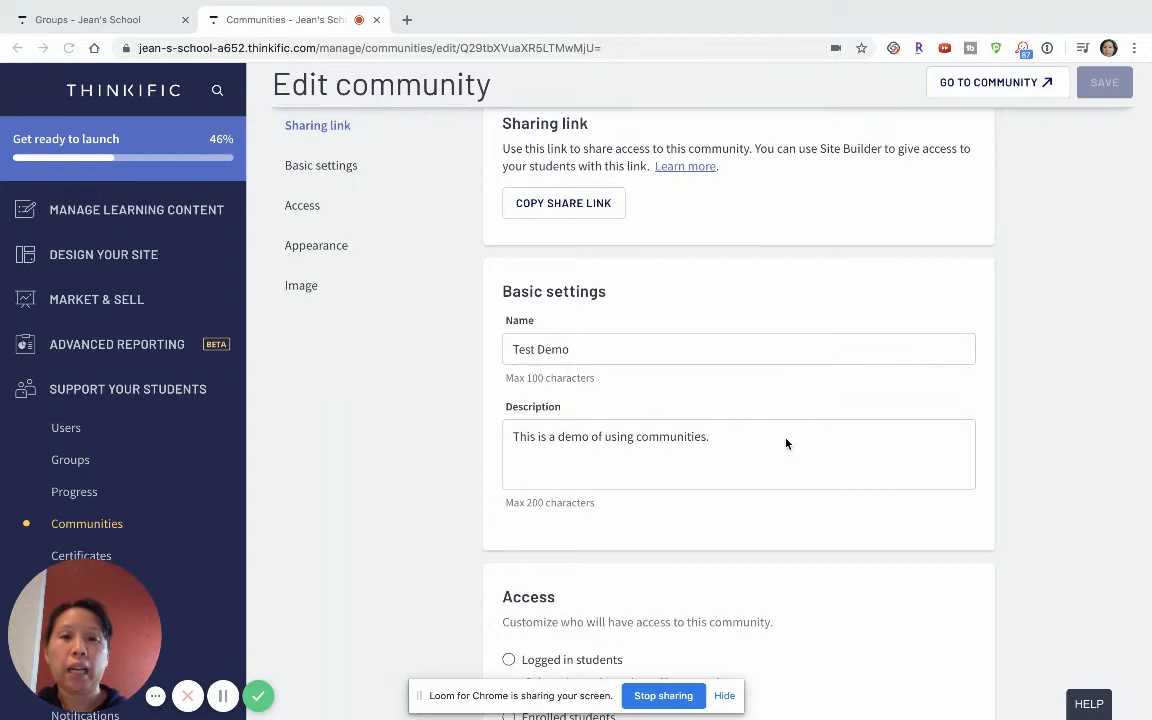 Groups - Jean's School
Communities - Jean's Sch
jean-s-school-a652.thinkific.com/manage/communities/edit/Q29tbXVuaXR5LTMwMjU=
87
THINKIFIC
Get ready to launch 46%
MANAGE LEARNING CONTENT
DESIGN YOUR SITE
MARKET & SELL
ADVANCED REPORTING BETA
SUPPORT YOUR STUDENTS
Users
Groups
Progress
Communities
Certificates
Notifications
Edit community
GO TO COMMUNITY
SAVE
Sharing link
Basic settings
Access
Appearance
Image
Sharing link
Use this link to share access to this community. You can use Site Builder to give access to
your students with this link. Learn more.
COPY SHARE LINK
Basic settings
Name
Test Demo
Max 100 characters
Description
This is a demo of using communities.
Max 200 characters
Access
Customize who will have access to this community.
Logged in students
Enrolled students
Loom for Chrome is sharing your screen. Stop sharing Hide
HELP